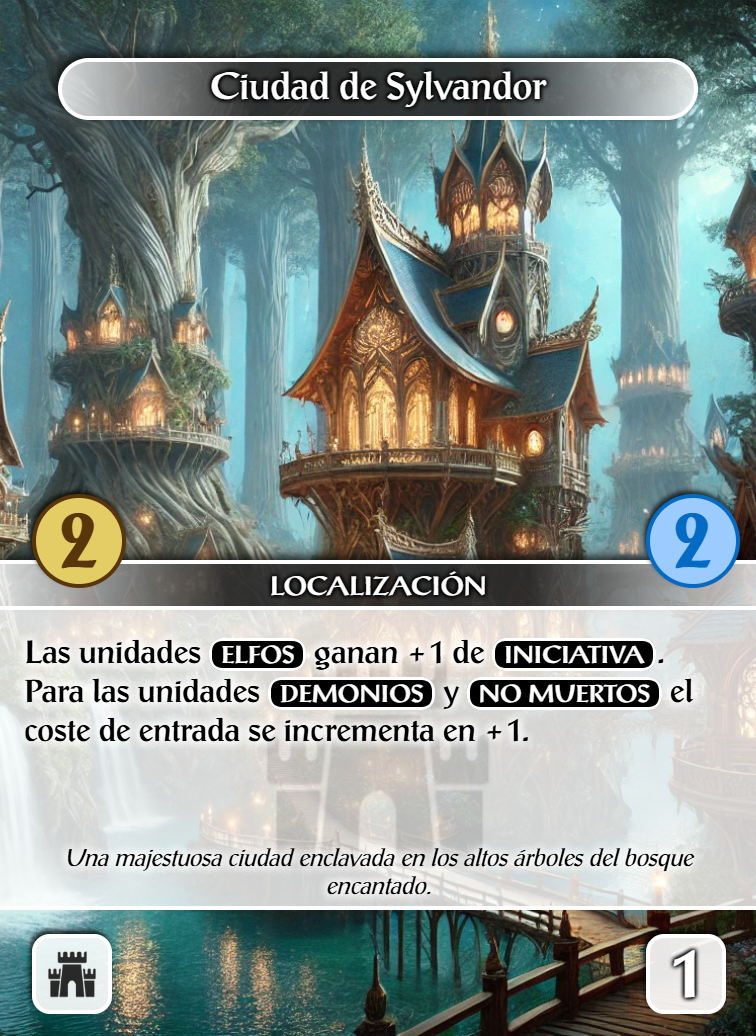 Ciudad de Sylvandor
2 2
LOCALIZACIÓN
Las unidades ELFOS ganan +1 de INICIATIVA.
Para las unidades DEMONIOS y NO MUERTOS el
coste de entrada se incrementa en +1.
Una majestuosa ciudad enclavada en los altos árboles del bosque
encantado.
1